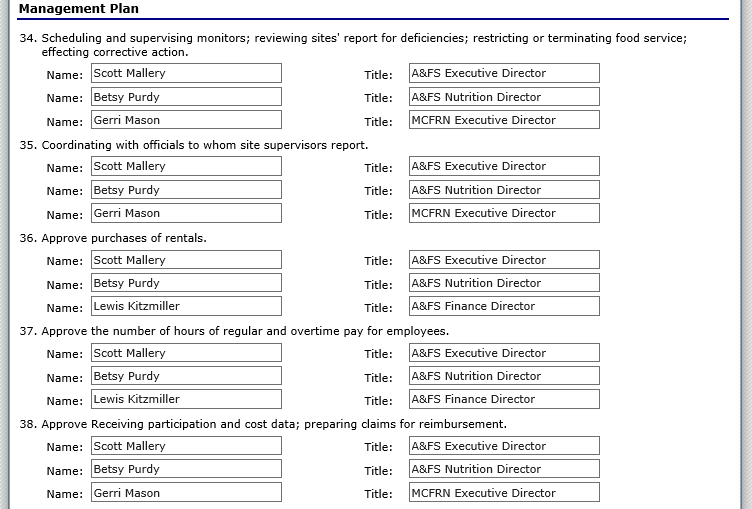 Management Plan
34. Scheduling and supervising monitors; reviewing sites' report for deficiencies; restricting or terminating food service;
effecting corrective action.
Name: Scott Mallery Title: A&FS Executive Director
Name: Betsy Purdy Title: A&FS Nutrition Director
Name: Gerri Mason Title: MCFRN Executive Director
35. Coordinating with officials to whom site supervisors report.
Name: Scott Mallery Title: A&FS Executive Director
Name: Betsy Purdy Title: A&FS Nutrition Director
Name: Gerri Mason Title: MCFRN Executive Director
36. Approve purchases of rentals.
Name: Scott Mallery Title: A&FS Executive Director
Name: Betsy Purdy Title: A&FS Nutrition Director
Name: Lewis Kitzmiller Title: A&FS Finance Director
37. Approve the number of hours of regular and overtime pay for employees.
Name: Scott Mallery Title: A&FS Executive Director
Name: Betsy Purdy Title: A&FS Nutrition Director
Name: Lewis Kitzmiller Title: A&FS Finance Director
38. Approve Receiving participation and cost data; preparing claims for reimbursement.
Name: Scott Mallery Title: A&FS Executive Director
Name: Betsy Purdy Title: A&FS Nutrition Director
Name: Gerri Mason Title: MCFRN Executive Director